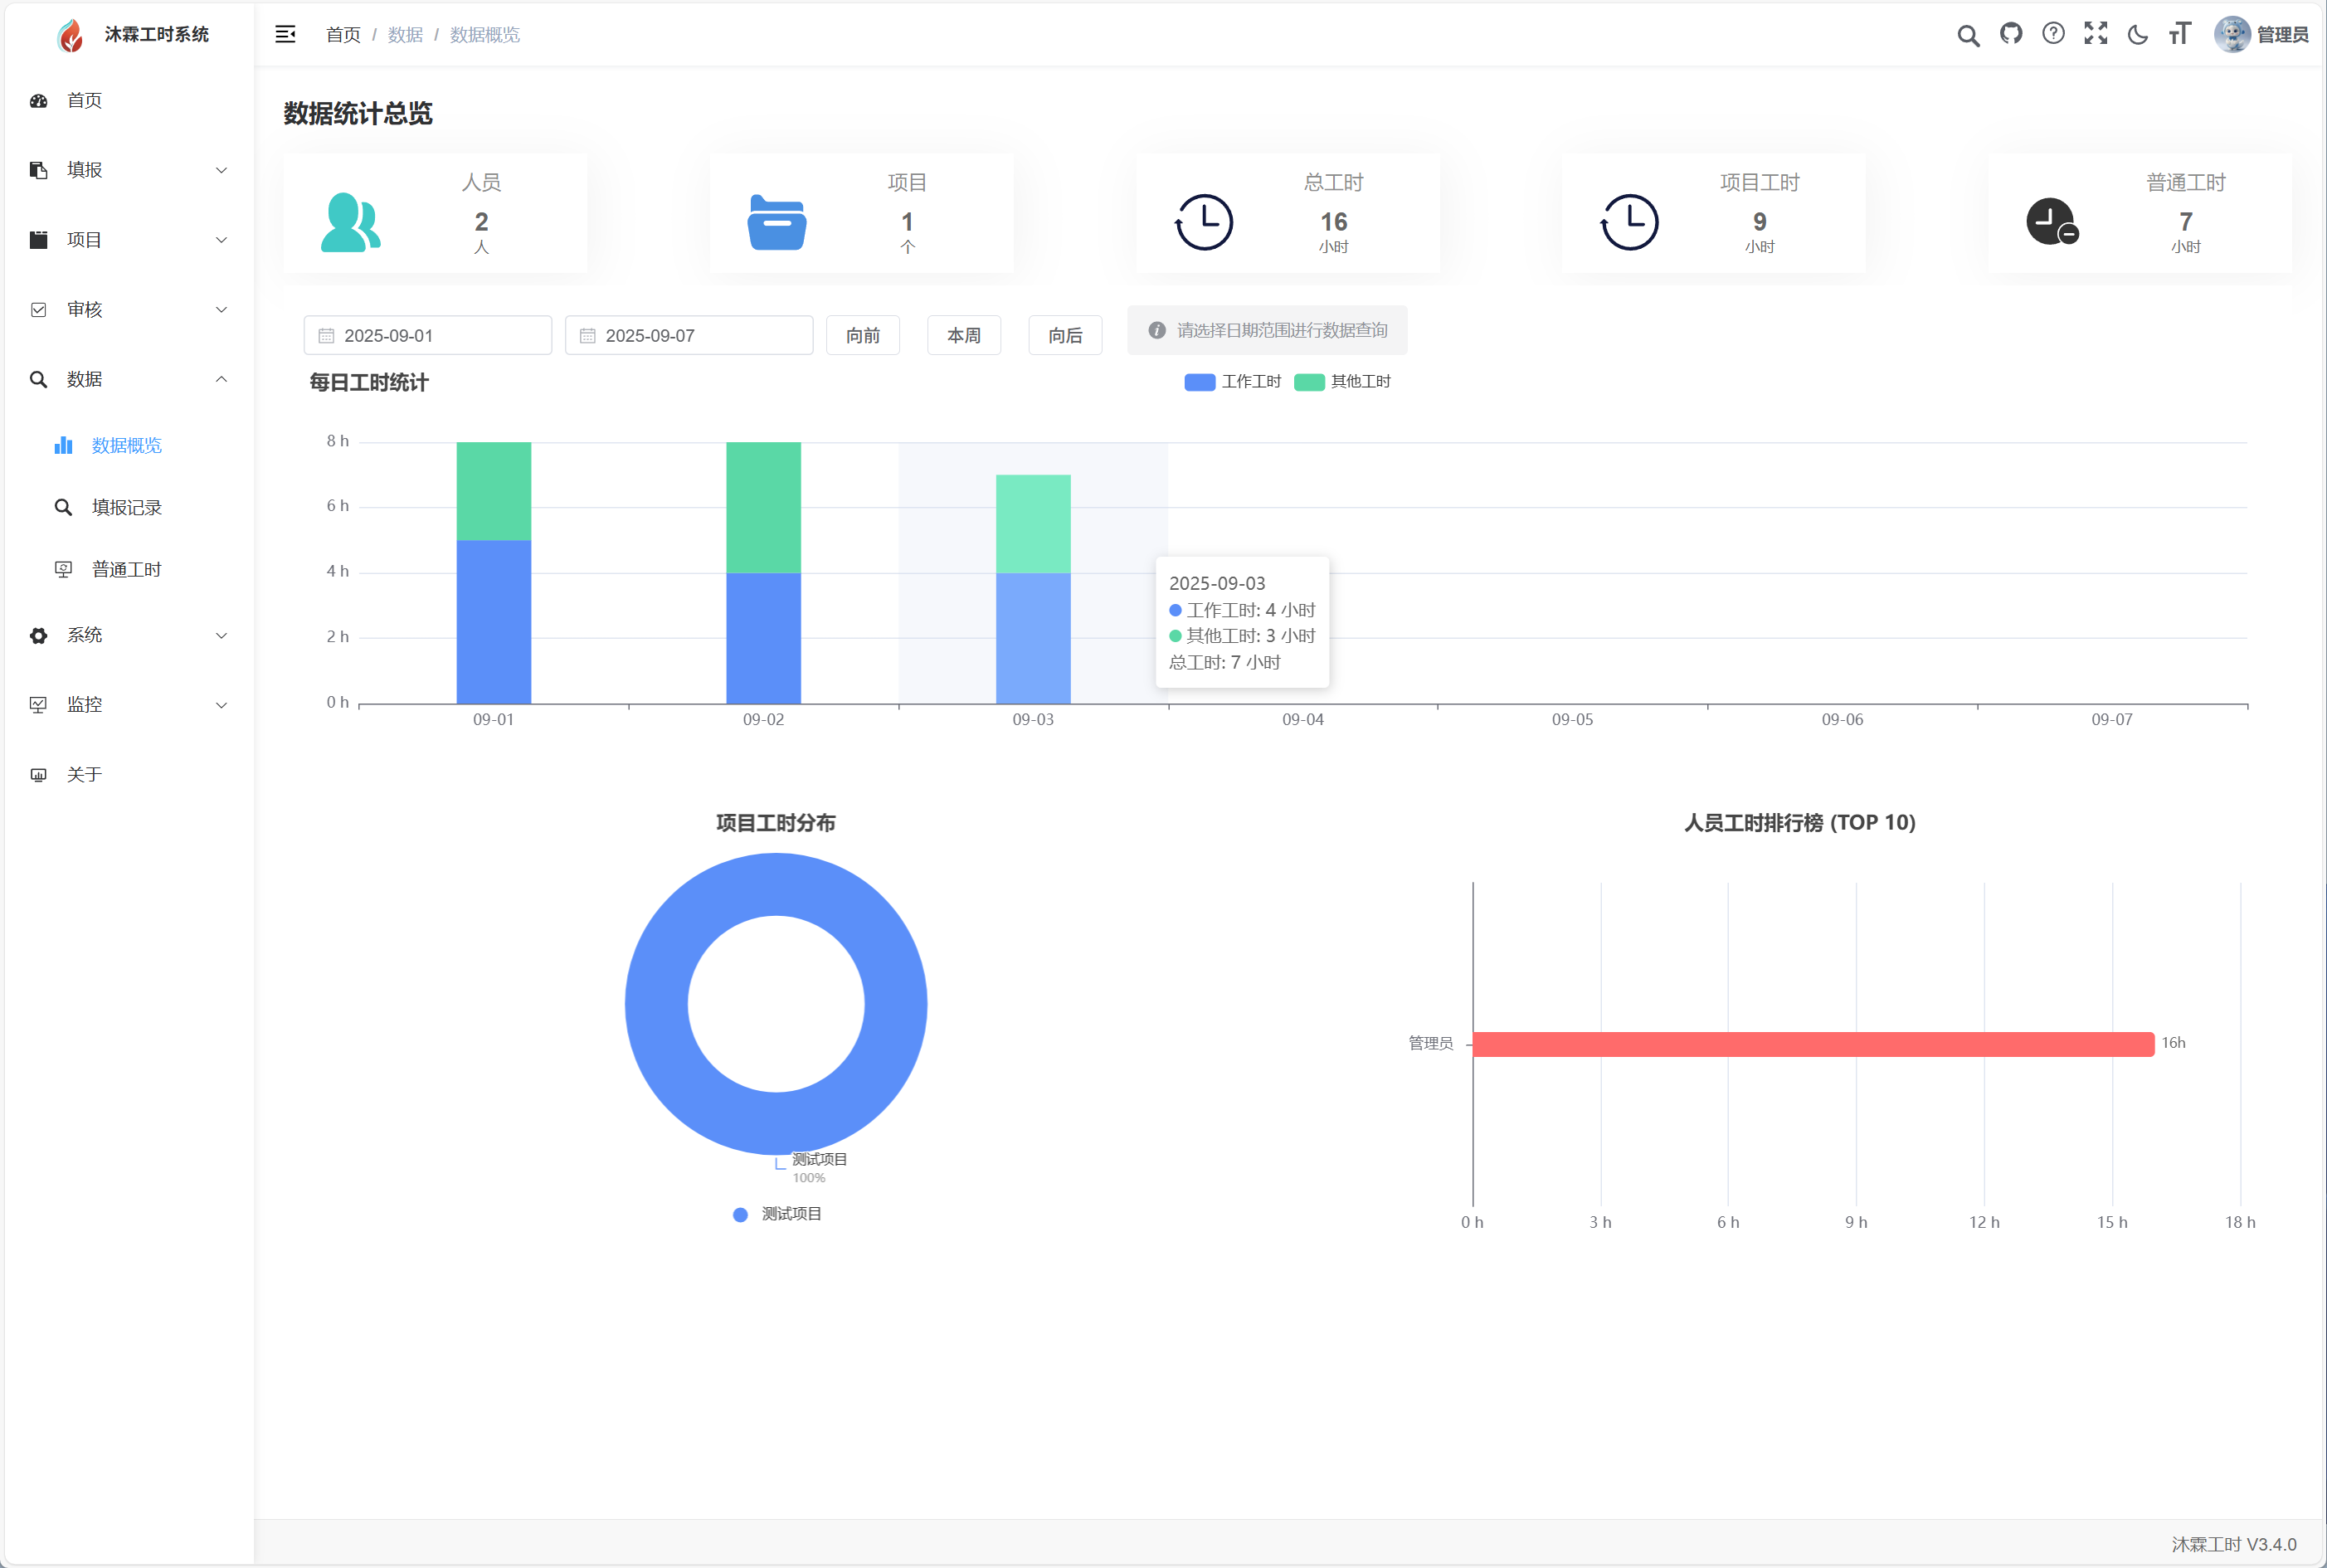 沐霖工时系统
首页 / 数据 / 数据概览
管理员
首页
填报
项目
审核
数据
数据概览
填报记录
普通工时
系统
监控
关于
数据统计总览
人员
2
人
项目
1
个
总工时
16
小时
项目工时
9
小时
普通工时
7
小时
2025-09-01
2025-09-07
向前
本周
向后
请选择日期范围进行数据查询
每日工时统计
工作工时
其他工时
8 h
6 h
4 h
2 h
0 h
09-01
09-02
09-03
09-04
09-05
09-06
09-07
2025-09-03
工作工时: 4 小时
其他工时: 3 小时
总工时: 7 小时
项目工时分布
测试项目
100%
测试项目
人员工时排行榜 (TOP 10)
管理员
16h
0 h
3 h
6 h
9 h
12 h
15 h
18 h
沐霖工时 V3.4.0